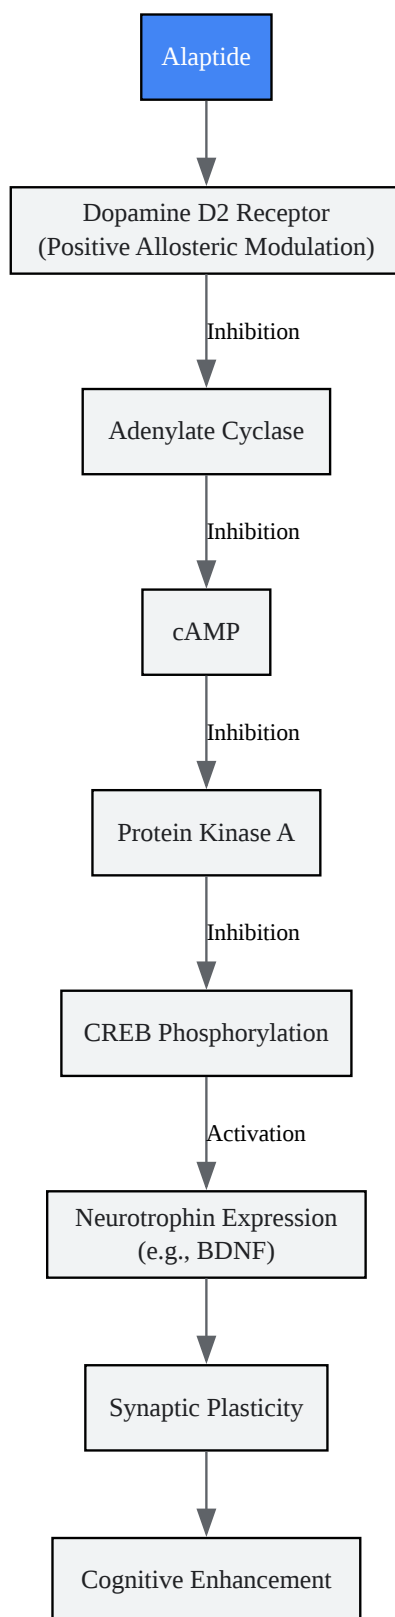 Alaptide
Dopamine D2 Receptor
(Positive Allosteric Modulation)
Inhibition
Adenylate Cyclase
Inhibition
cAMP
Inhibition
Protein Kinase A
Inhibition
CREB Phosphorylation
Activation
Neurotrophin Expression
(e.g., BDNF)
Synaptic Plasticity
Cognitive Enhancement